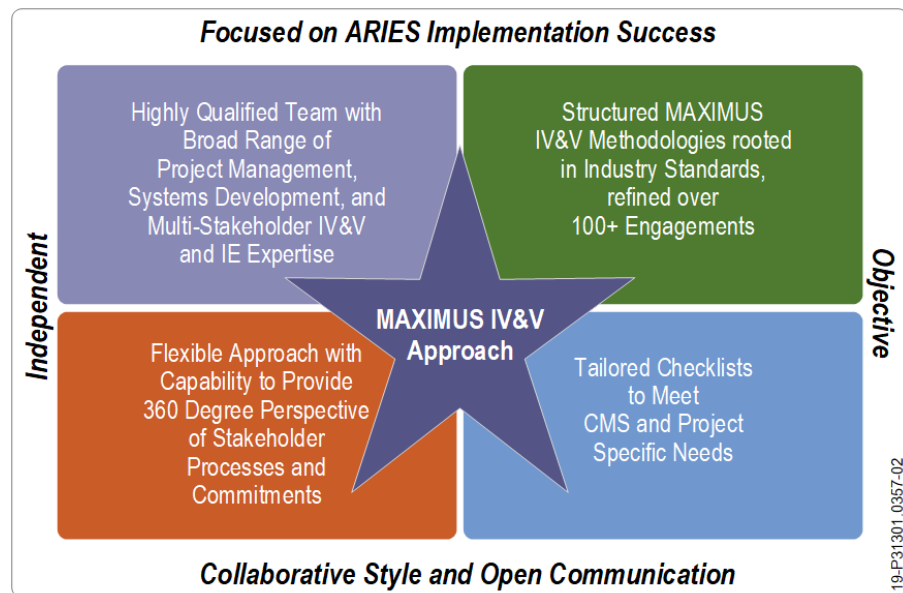 Focused on ARIES Implementation Success
Highly Qualified Team with
Broad Range of
Project Management,
Systems Development, and
Multi-Stakeholder IV&V
and IE Expertise
Structured MAXIMUS
IV&V Methodologies rooted
in Industry Standards,
refined over
100+ Engagements
Independent
Objective
MAXIMUS IV&V
Approach
Flexible Approach with
Capability to Provide
360 Degree Perspective
of Stakeholder
Processes and
Commitments
Tailored Checklists
to Meet
CMS and Project
Specific Needs
Collaborative Style and Open Communication
19-P31301.0357-02